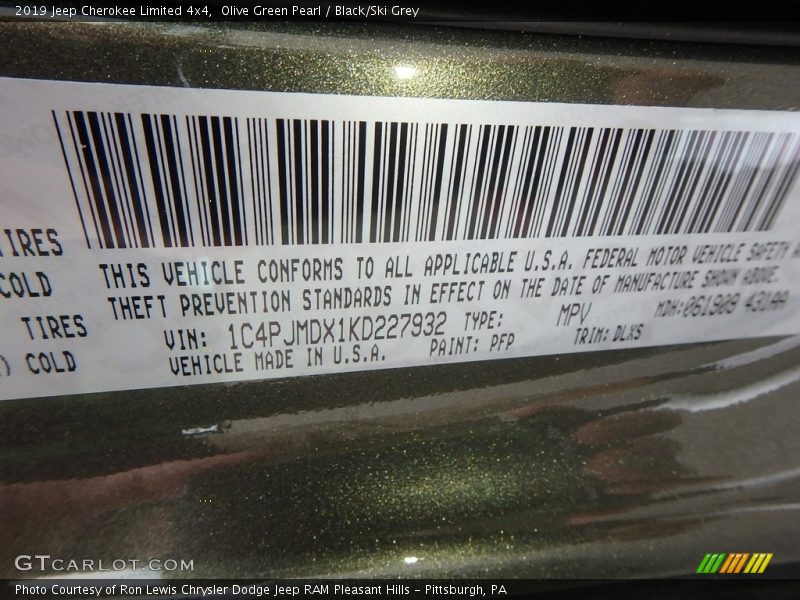 2019 Jeep Cherokee Limited 4x4, Olive Green Pearl / Black/Ski Grey
TIRES
COLD
TIRES
) COLD
THIS VEHICLE CONFORMS TO ALL APPLICABLE U.S.A. FEDERAL MOTOR VEHICLE SAFETY A
THEFT PREVENTION STANDARDS IN EFFECT ON THE DATE OF MANUFACTURE SHOWN ABOVE.
VIN: 1C4PJMDX1KD227932 TYPE: MPV MDH:061909 431AA
VEHICLE MADE IN U.S.A. PAINT: PFP TRIM: DLXS
GTCARLOT.COM
Photo Courtesy of Ron Lewis Chrysler Dodge Jeep RAM Pleasant Hills - Pittsburgh, PA